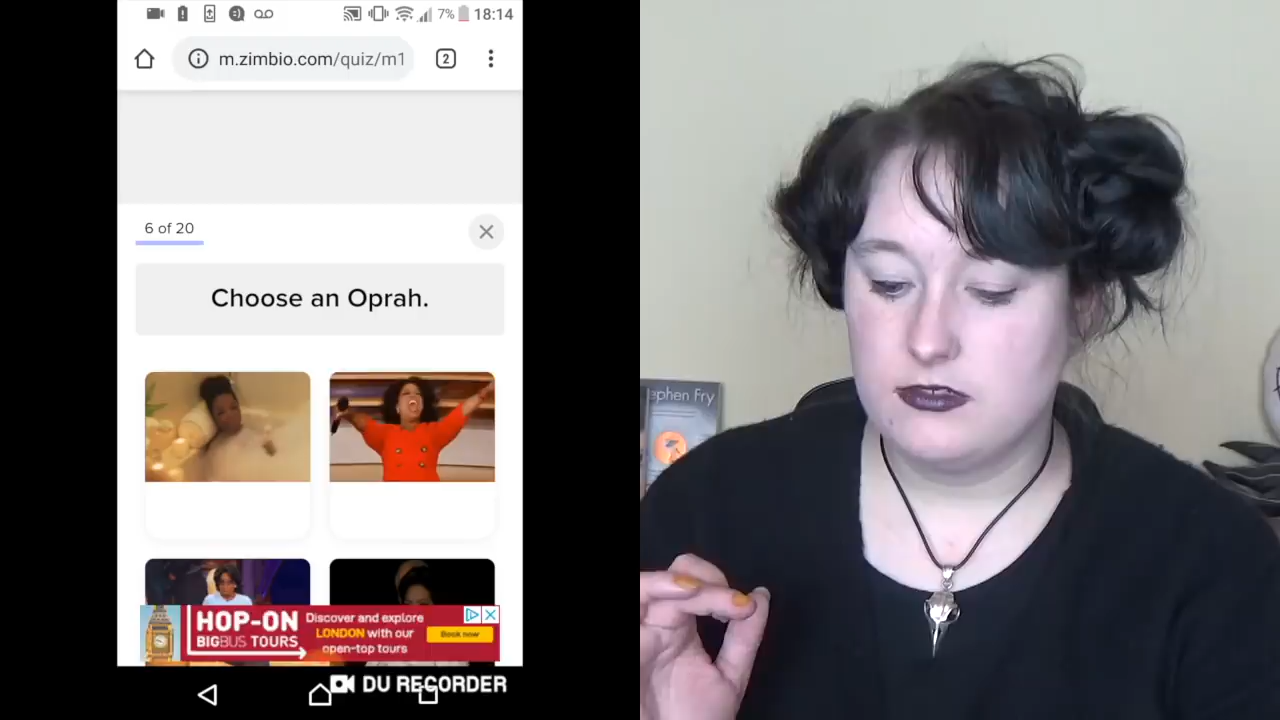 7% 18:14
m.zimbio.com/quiz/m1
2
6 of 20
Choose an Oprah.
HOP-ON
BIGBUS TOURS
Discover and explore
LONDON with our
open-top tours
Book now
DU RECORDER
ephen Fry